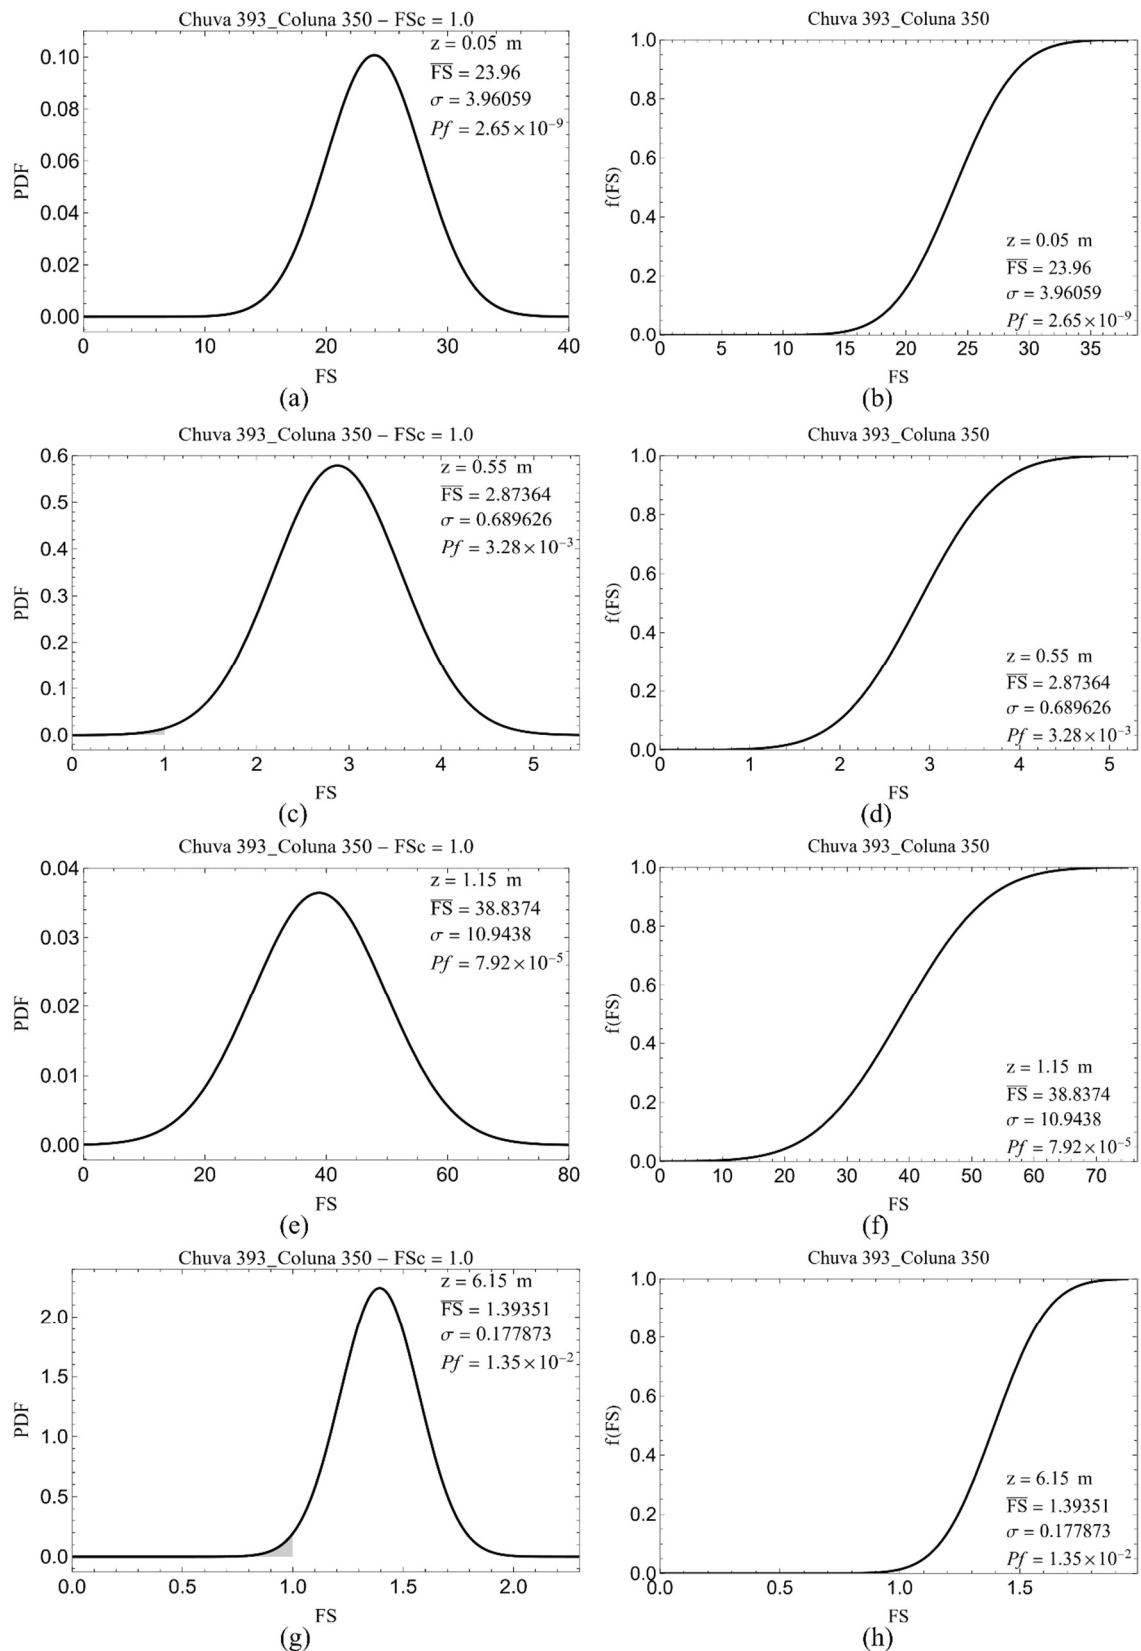 Chuva 393_Coluna 350 – FSc = 1.0
z = 0.05 m
FS = 23.96
σ = 3.96059
Pf = 2.65×10⁻⁹
PDF
0.10
0.08
0.06
0.04
0.02
0.00
0 10 20 30 40
FS
(a)
Chuva 393_Coluna 350
f(FS)
1.0
0.8
0.6
0.4
0.2
0.0
z = 0.05 m
FS = 23.96
σ = 3.96059
Pf = 2.65×10⁻⁹
0 5 10 15 20 25 30 35
FS
(b)
Chuva 393_Coluna 350 – FSc = 1.0
z = 0.55 m
FS = 2.87364
σ = 0.689626
Pf = 3.28×10⁻³
PDF
0.6
0.5
0.4
0.3
0.2
0.1
0.0
0 1 2 3 4 5
FS
(c)
Chuva 393_Coluna 350
f(FS)
1.0
0.8
0.6
0.4
0.2
0.0
z = 0.55 m
FS = 2.87364
σ = 0.689626
Pf = 3.28×10⁻³
0 1 2 3 4 5
FS
(d)
Chuva 393_Coluna 350 – FSc = 1.0
z = 1.15 m
FS = 38.8374
σ = 10.9438
Pf = 7.92×10⁻⁵
PDF
0.04
0.03
0.02
0.01
0.00
0 20 40 60 80
FS
(e)
Chuva 393_Coluna 350
f(FS)
1.0
0.8
0.6
0.4
0.2
0.0
z = 1.15 m
FS = 38.8374
σ = 10.9438
Pf = 7.92×10⁻⁵
0 10 20 30 40 50 60 70
FS
(f)
Chuva 393_Coluna 350 – FSc = 1.0
z = 6.15 m
FS = 1.39351
σ = 0.177873
Pf = 1.35×10⁻²
PDF
2.0
1.5
1.0
0.5
0.0
0.0 0.5 1.0 1.5 2.0
FS
(g)
Chuva 393_Coluna 350
f(FS)
1.0
0.8
0.6
0.4
0.2
0.0
z = 6.15 m
FS = 1.39351
σ = 0.177873
Pf = 1.35×10⁻²
0.0 0.5 1.0 1.5
FS
(h)